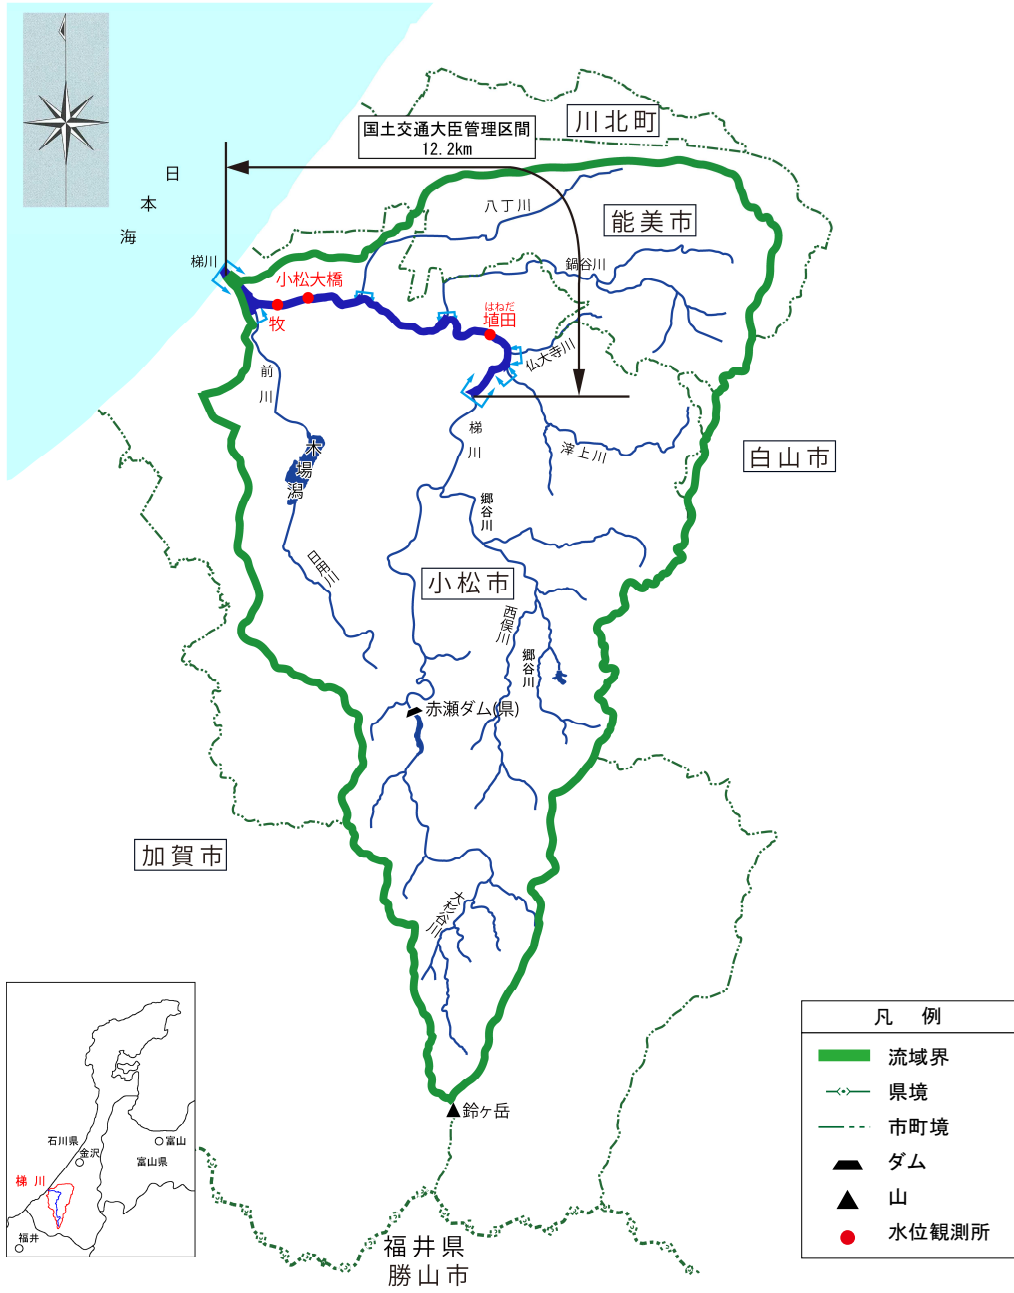 国土交通大臣管理区間
12.2km
川北町
日本海
八丁川
能美市
梯川
小松大橋
鍋谷川
牧
はねだ
埴田
仏大寺川
前川
梯川
滓上川
白山市
木場潟
郷谷川
日用川
小松市
西俣川
郷谷川
赤瀬ダム(県)
加賀市
大杉谷川
鈴ヶ岳
福井県
勝山市
石川県
金沢
富山
富山県
梯川
福井
凡 例
流域界
県境
市町境
ダム
山
水位観測所